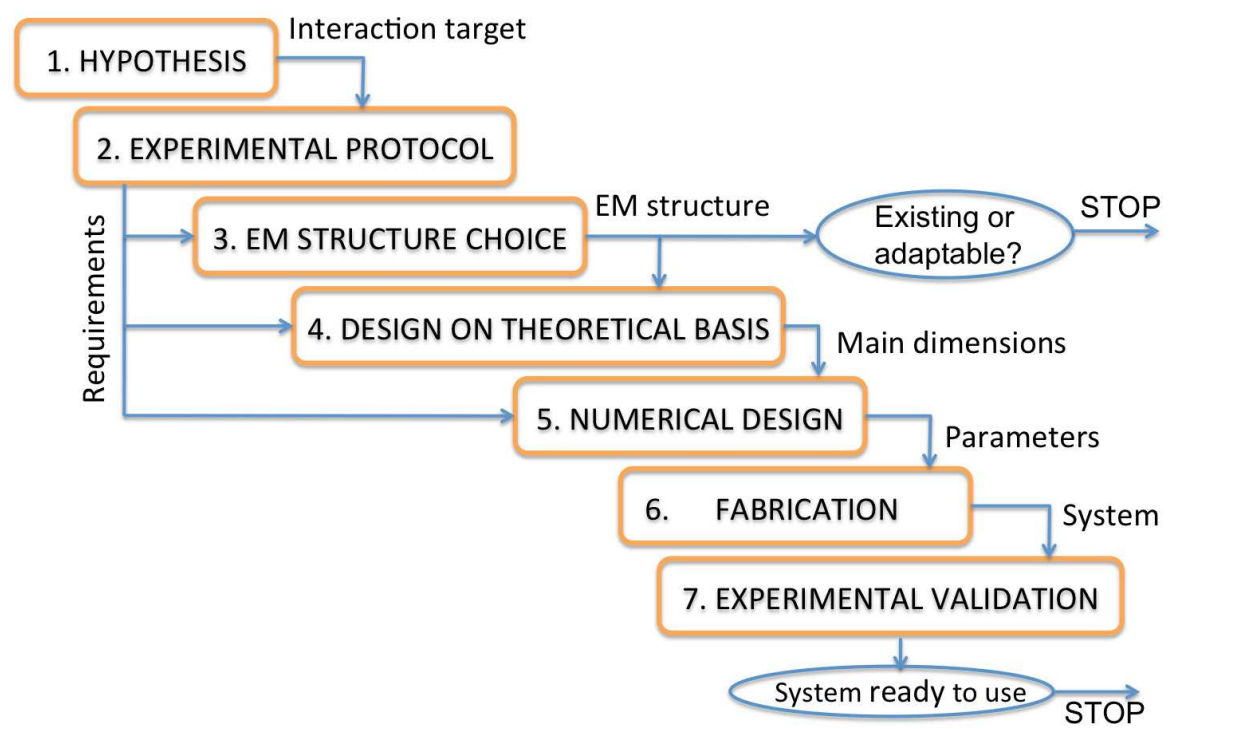 Interaction target
1. HYPOTHESIS
2. EXPERIMENTAL PROTOCOL
Requirements
3. EM STRUCTURE CHOICE
EM structure
Existing or
adaptable?
STOP
4. DESIGN ON THEORETICAL BASIS
Main dimensions
5. NUMERICAL DESIGN
Parameters
6. FABRICATION
System
7. EXPERIMENTAL VALIDATION
System ready to use
STOP